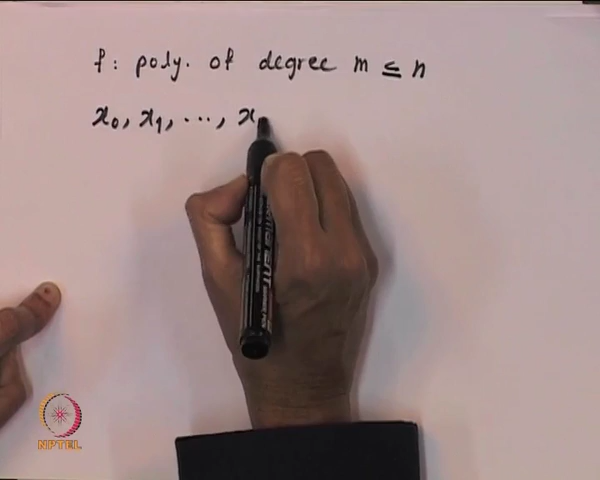 f: poly. of degree m ≤ n
x₀, x₁, ..., x
NPTEL